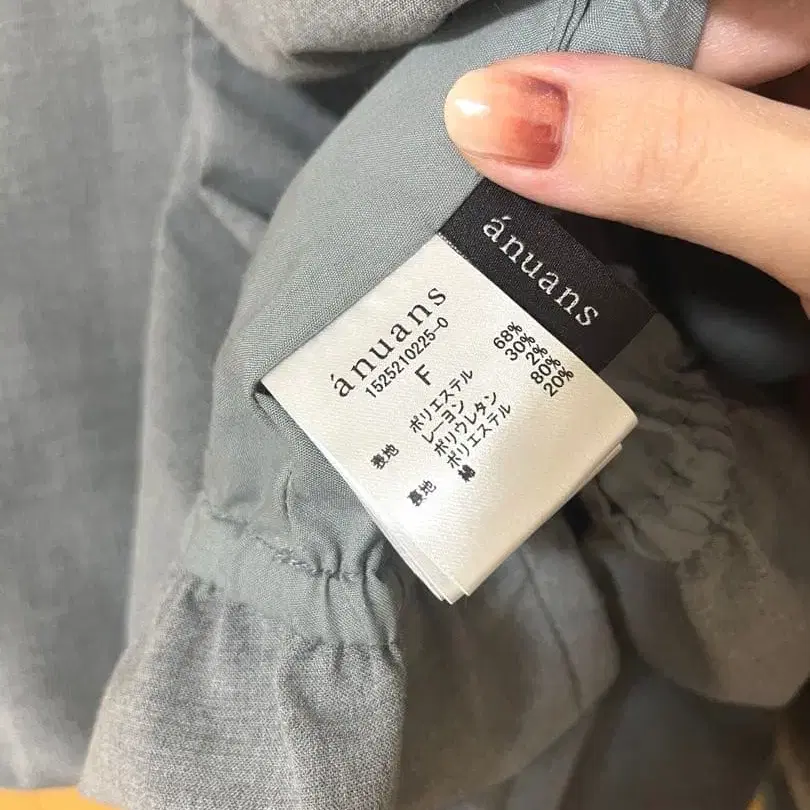 ánuans
ánuans
1525210225-0
F
表地 ポリエステル 68%
レーヨン 30%
ポリウレタン 2%
裏地 ポリエステル 80%
綿 20%